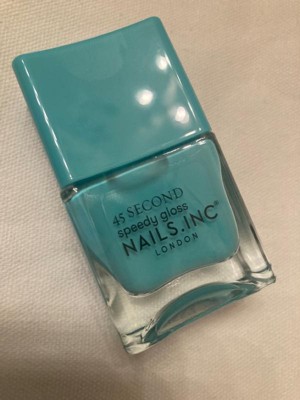 45 SECOND
speedy gloss
NAILS.INC®
LONDON